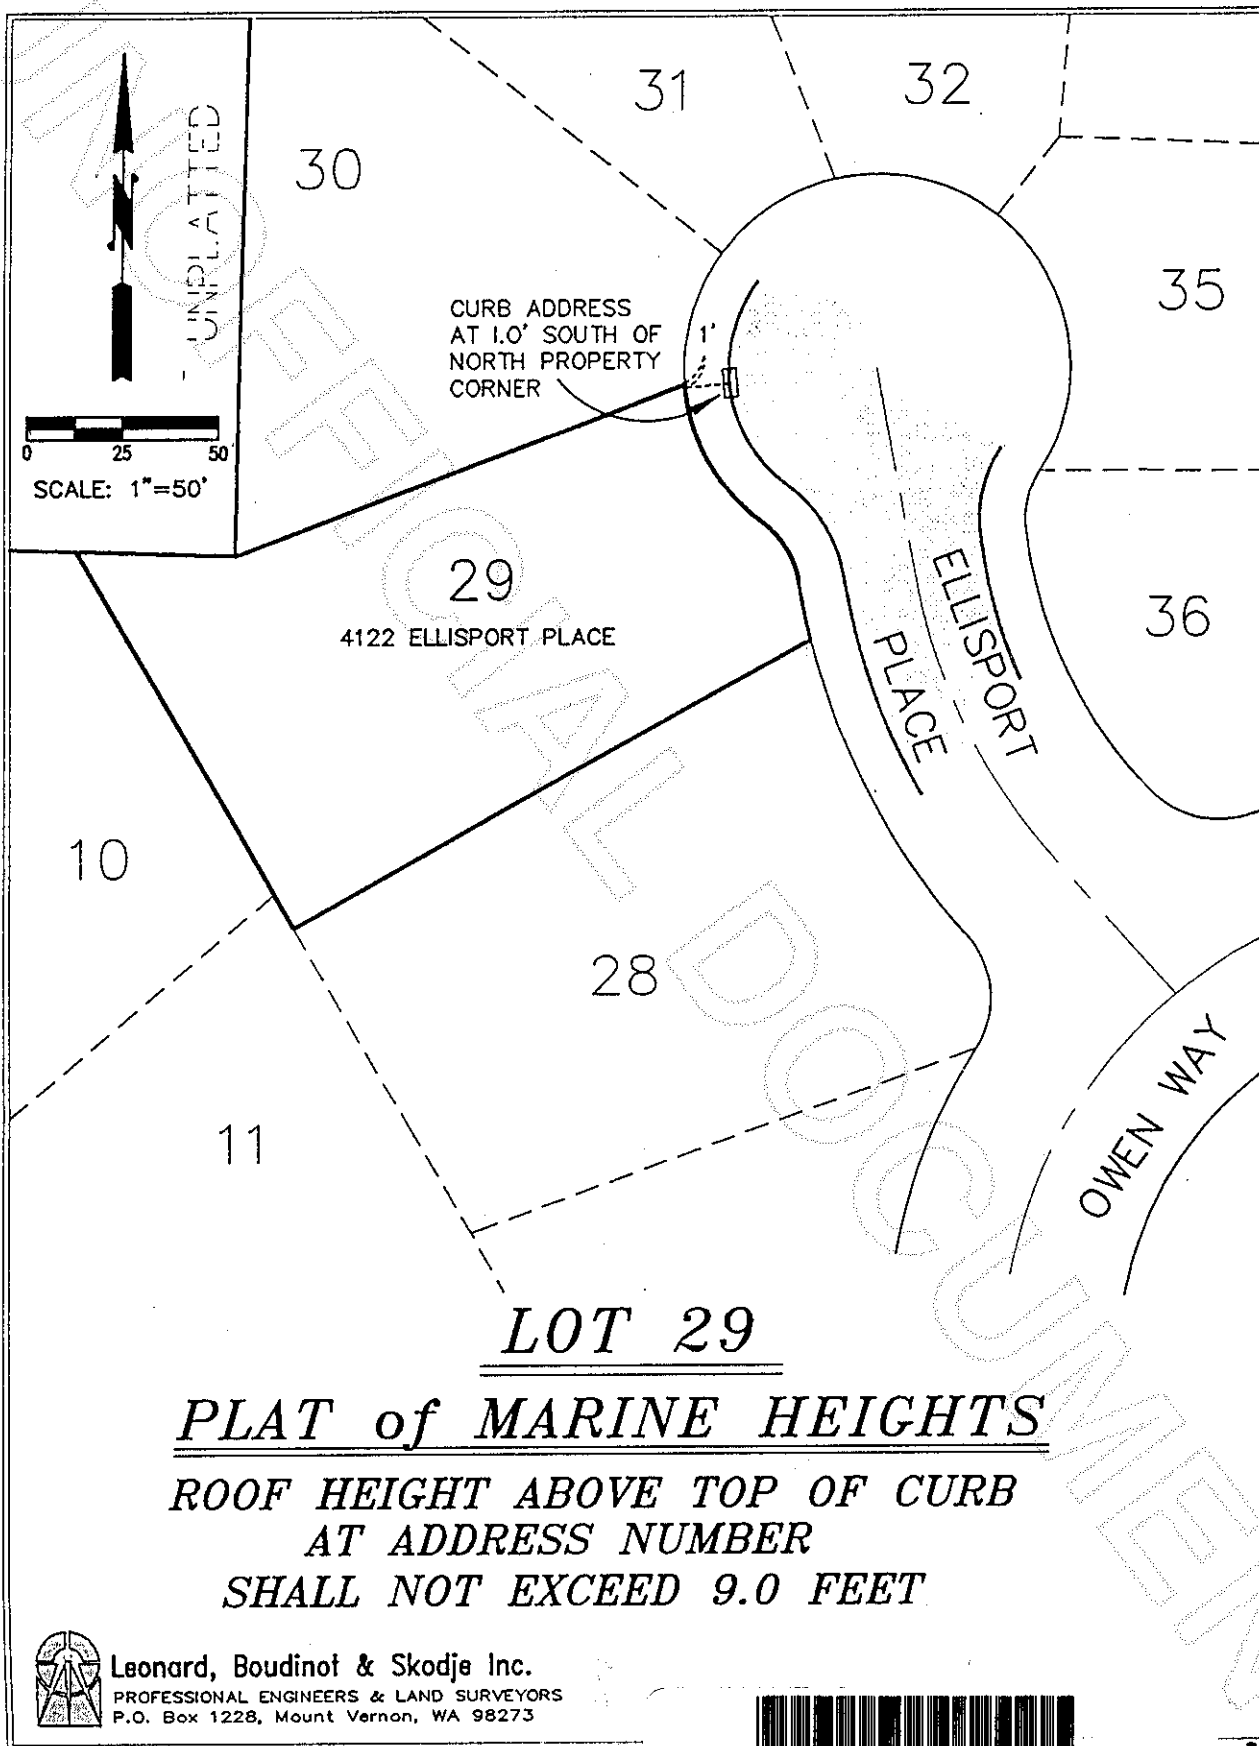 31
32
30
UNPLATTED
N
35
CURB ADDRESS
AT 1.0' SOUTH OF
NORTH PROPERTY
CORNER
1'
0 25 50
SCALE: 1"=50'
29
4122 ELLISPORT PLACE
36
ELLISPORT
PLACE
10
28
11
OWEN WAY
UNOFFICIAL DOCUMEN
LOT 29
PLAT of MARINE HEIGHTS
ROOF HEIGHT ABOVE TOP OF CURB
AT ADDRESS NUMBER
SHALL NOT EXCEED 9.0 FEET
Leonard, Boudinot & Skodje Inc.
PROFESSIONAL ENGINEERS & LAND SURVEYORS
P.O. Box 1228, Mount Vernon, WA 98273